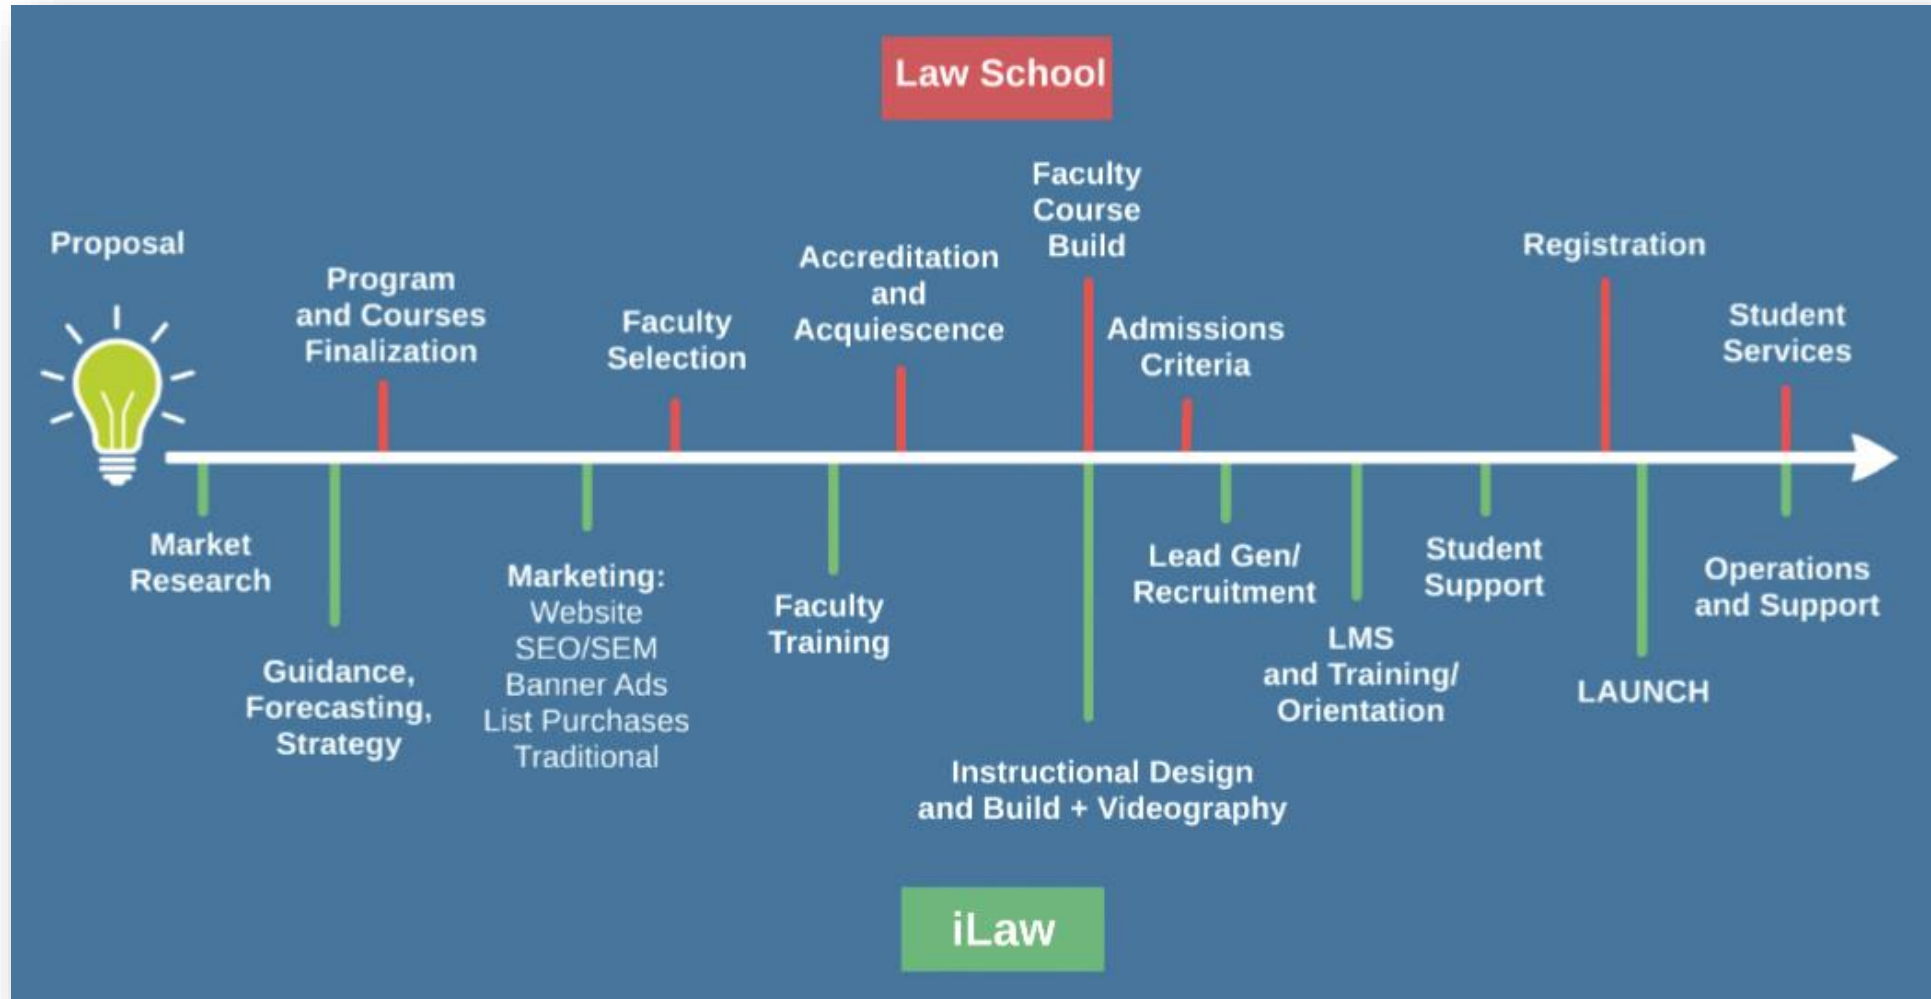 Law School
Proposal
Program
and Courses
Finalization
Faculty
Selection
Accreditation
and
Acquiescence
Faculty
Course
Build
Admissions
Criteria
Registration
Student
Services
Market
Research
Guidance,
Forecasting,
Strategy
Marketing:
Website
SEO/SEM
Banner Ads
List Purchases
Traditional
Faculty
Training
Instructional Design
and Build + Videography
Lead Gen/
Recruitment
LMS
and Training/
Orientation
Student
Support
LAUNCH
Operations
and Support
iLaw